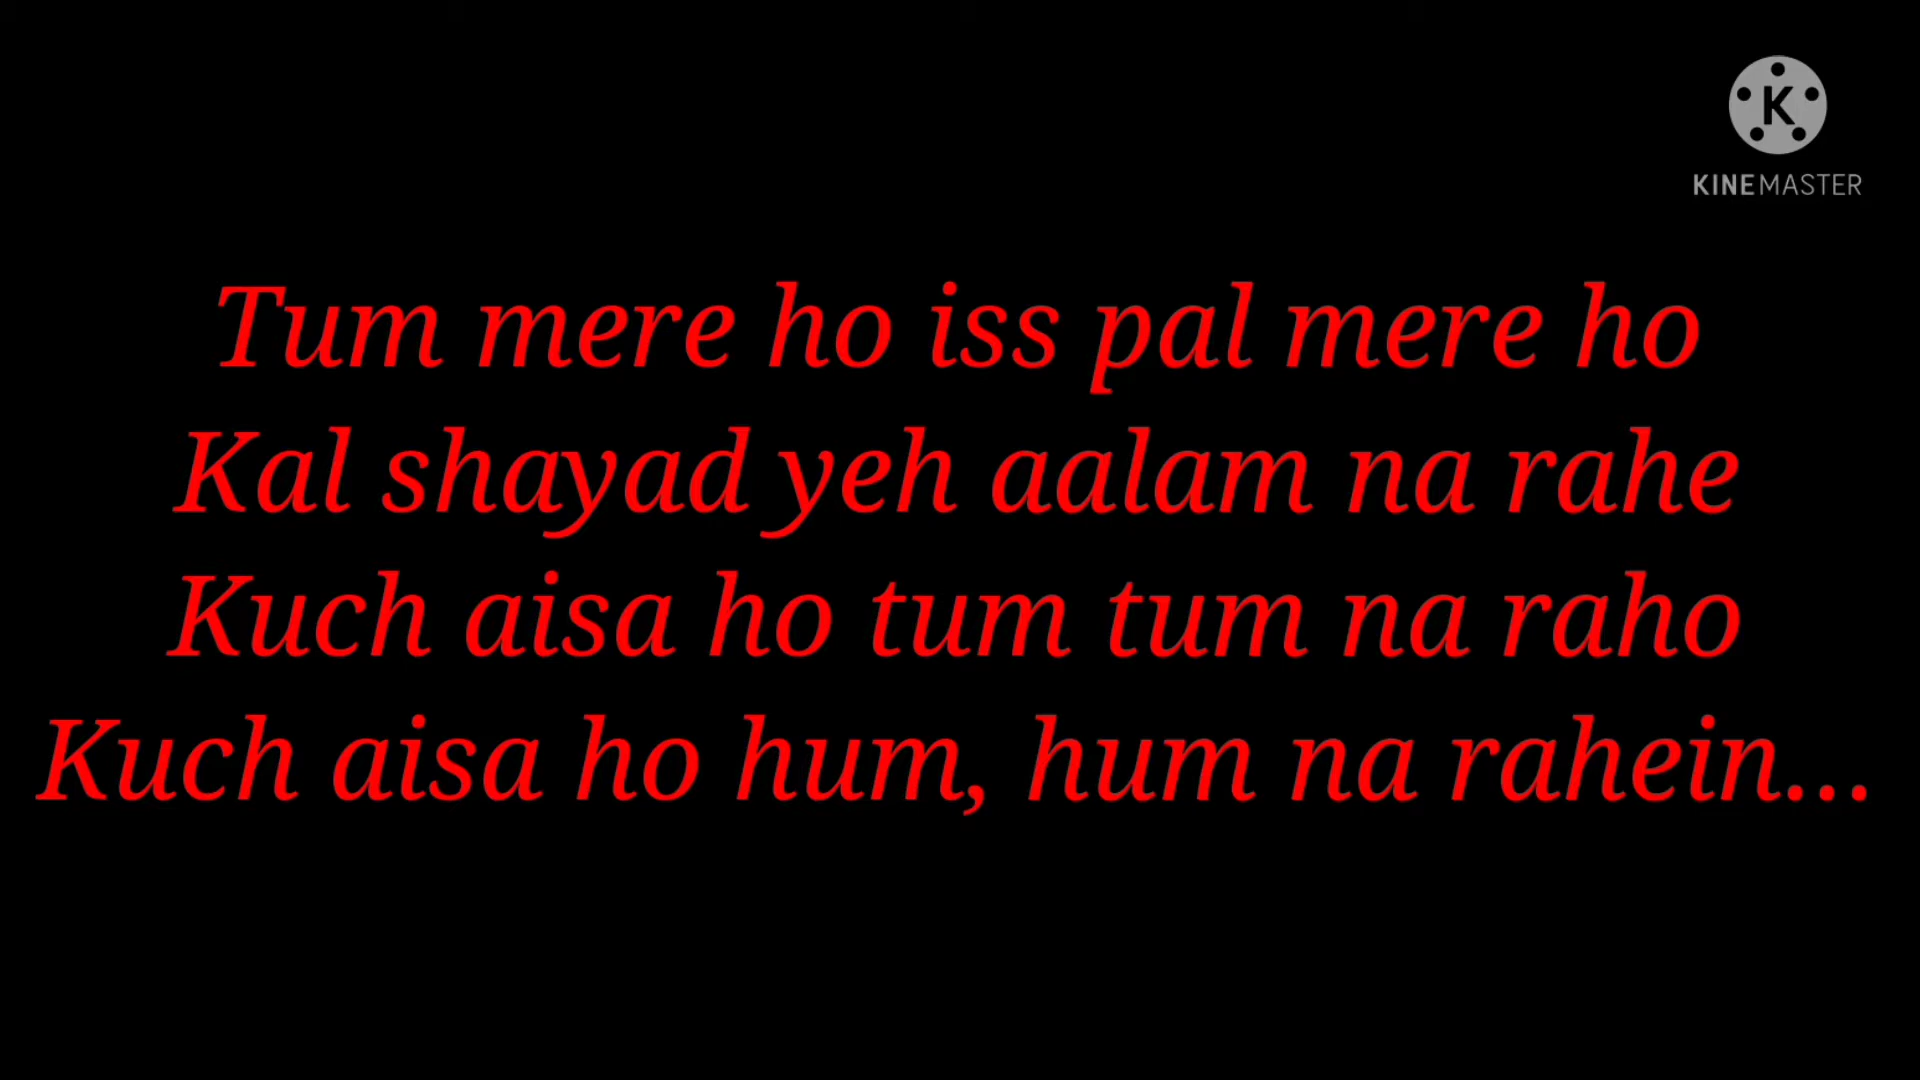 K
KINEMASTER
Tum mere ho iss pal mere ho
Kal shayad yeh aalam na rahe
Kuch aisa ho tum tum na raho
Kuch aisa ho hum, hum na rahein...